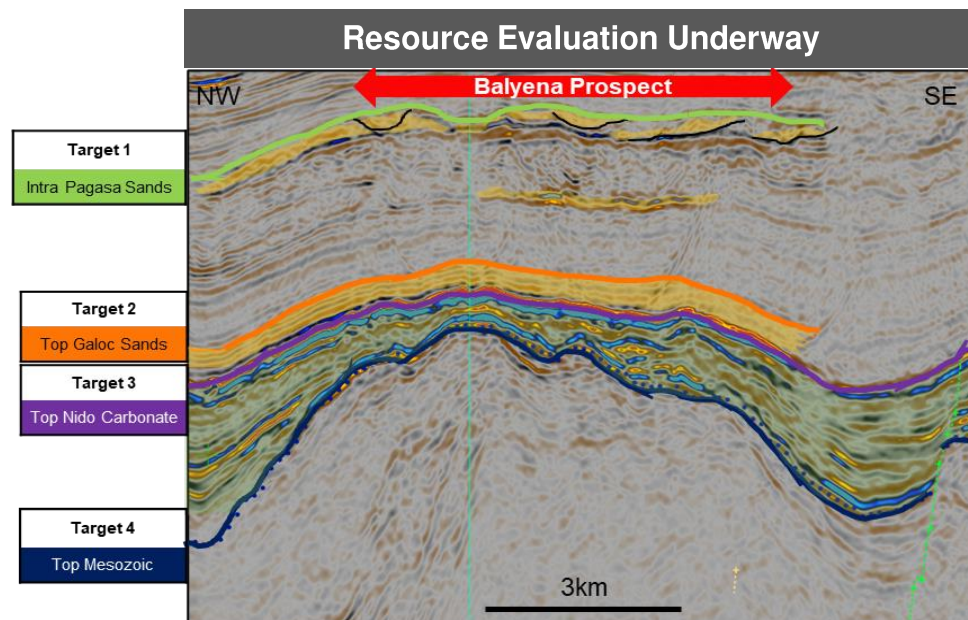 Resource Evaluation Underway
Balyena Prospect
NW
SE
Target 1
Intra Pagasa Sands
Target 2
Top Galoc Sands
Target 3
Top Nido Carbonate
Target 4
Top Mesozoic
3km